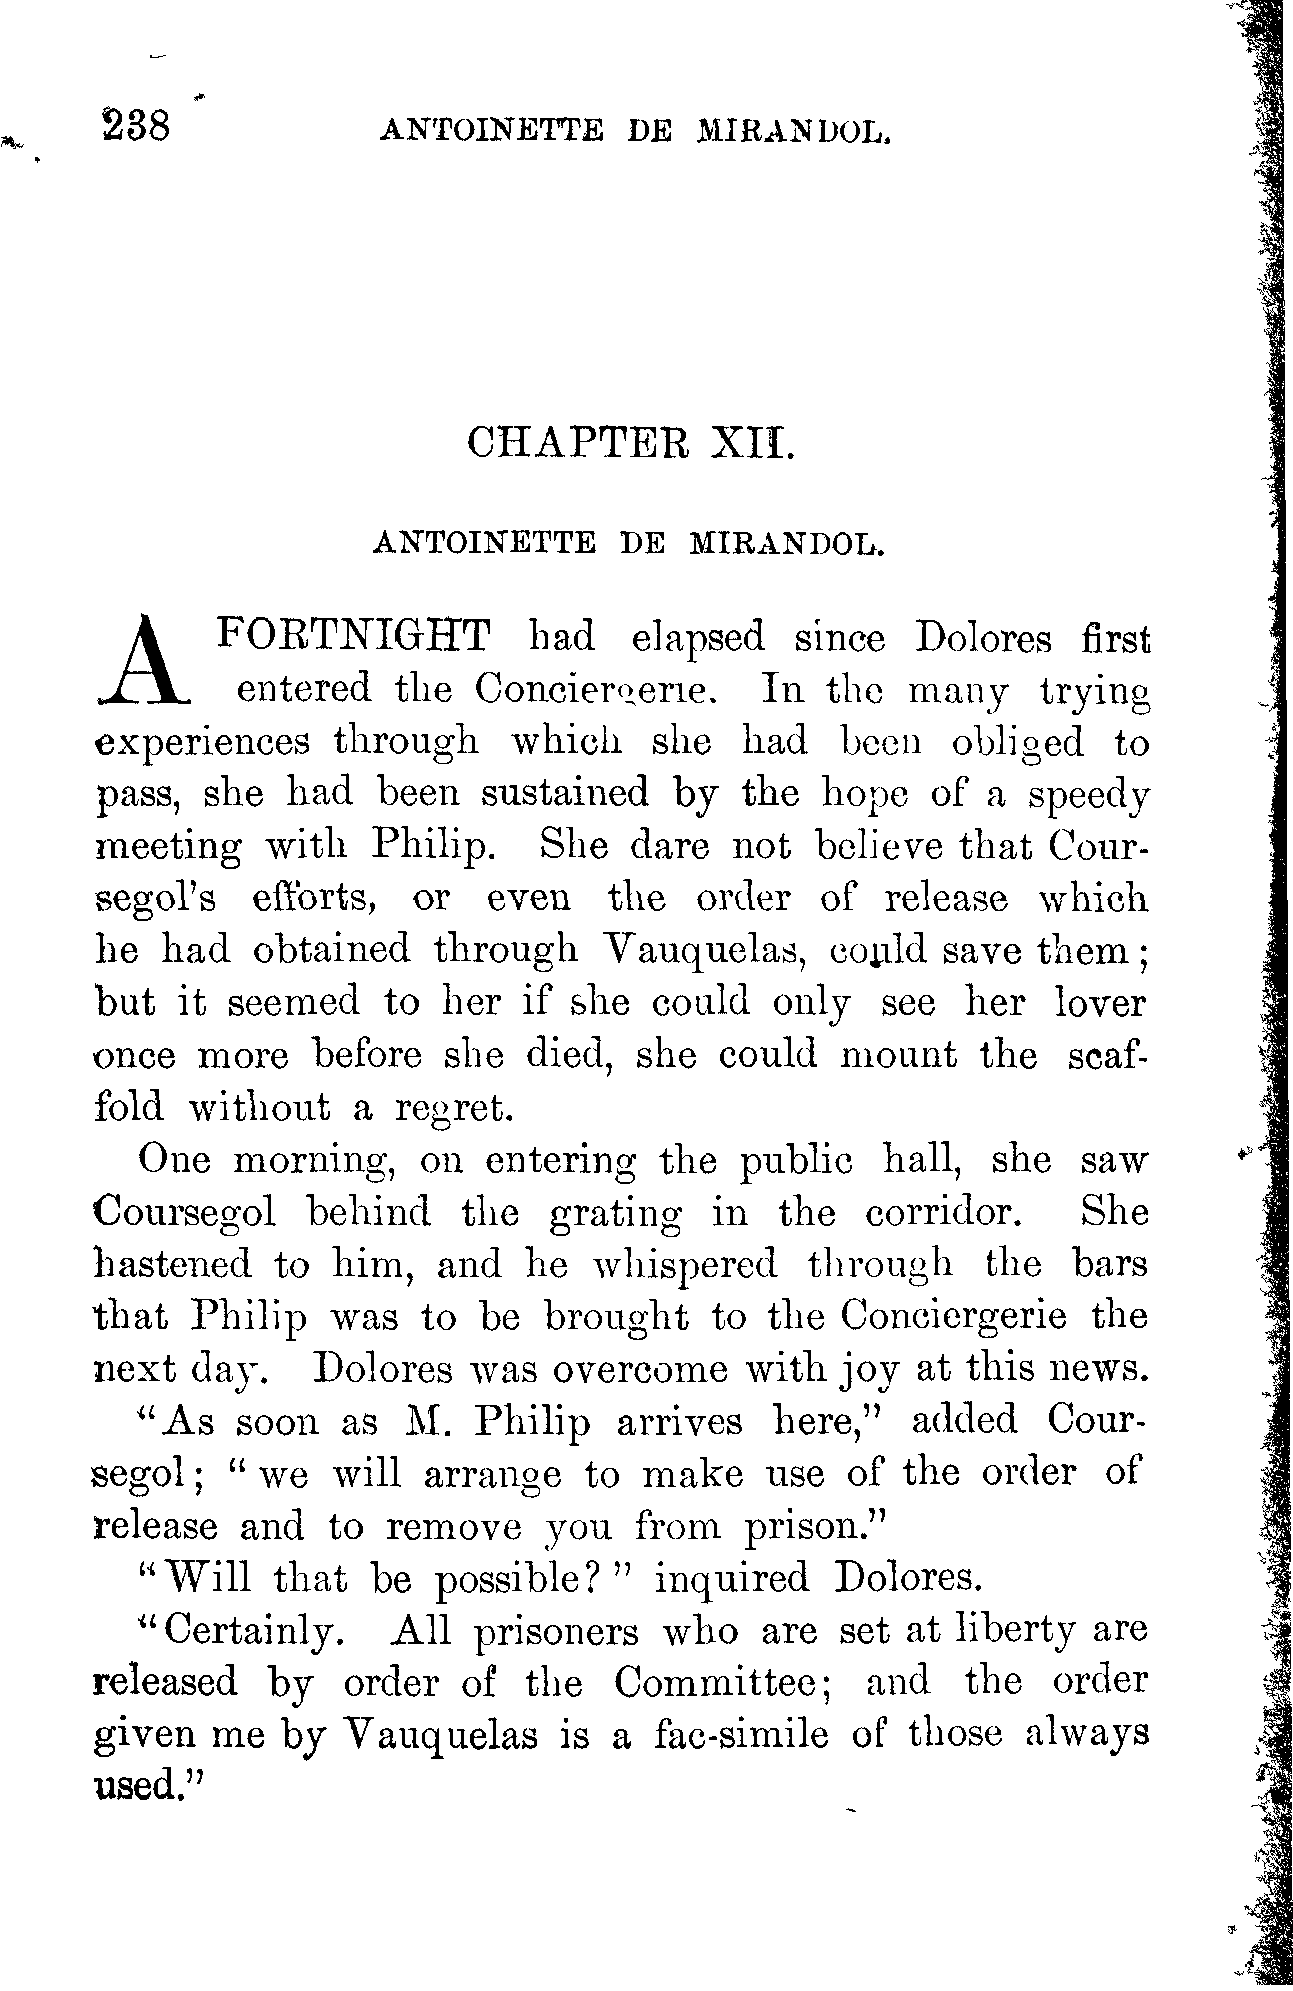 238 ANTOINETTE DE MIRANDOL.
CHAPTER XII.
ANTOINETTE DE MIRANDOL.
A FORTNIGHT had elapsed since Dolores first
entered the Conciergerie. In the many trying
experiences through which she had been obliged to
pass, she had been sustained by the hope of a speedy
meeting with Philip. She dare not believe that Cour-
segol's efforts, or even the order of release which
he had obtained through Vauquelas, could save them;
but it seemed to her if she could only see her lover
once more before she died, she could mount the scaf-
fold without a regret.
One morning, on entering the public hall, she saw
Coursegol behind the grating in the corridor. She
hastened to him, and he whispered through the bars
that Philip was to be brought to the Conciergerie the
next day. Dolores was overcome with joy at this news.
"As soon as M. Philip arrives here," added Cour-
segol; "we will arrange to make use of the order of
release and to remove you from prison."
"Will that be possible?" inquired Dolores.
"Certainly. All prisoners who are set at liberty are
released by order of the Committee; and the order
given me by Vauquelas is a fac-simile of those always
used."